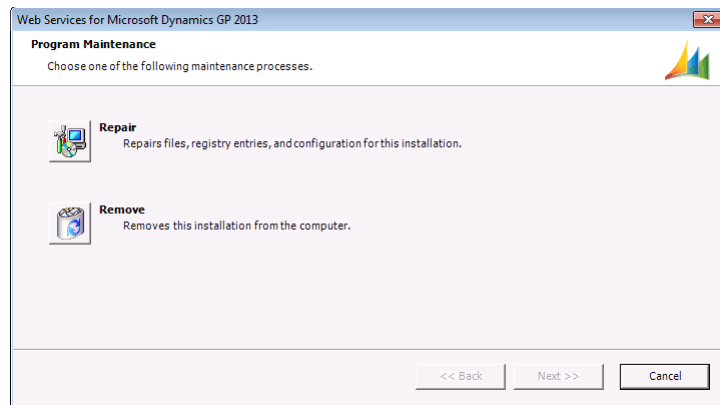 Web Services for Microsoft Dynamics GP 2013
Program Maintenance
Choose one of the following maintenance processes.
Repair
Repairs files, registry entries, and configuration for this installation.
Remove
Removes this installation from the computer.
<< Back
Next >>
Cancel